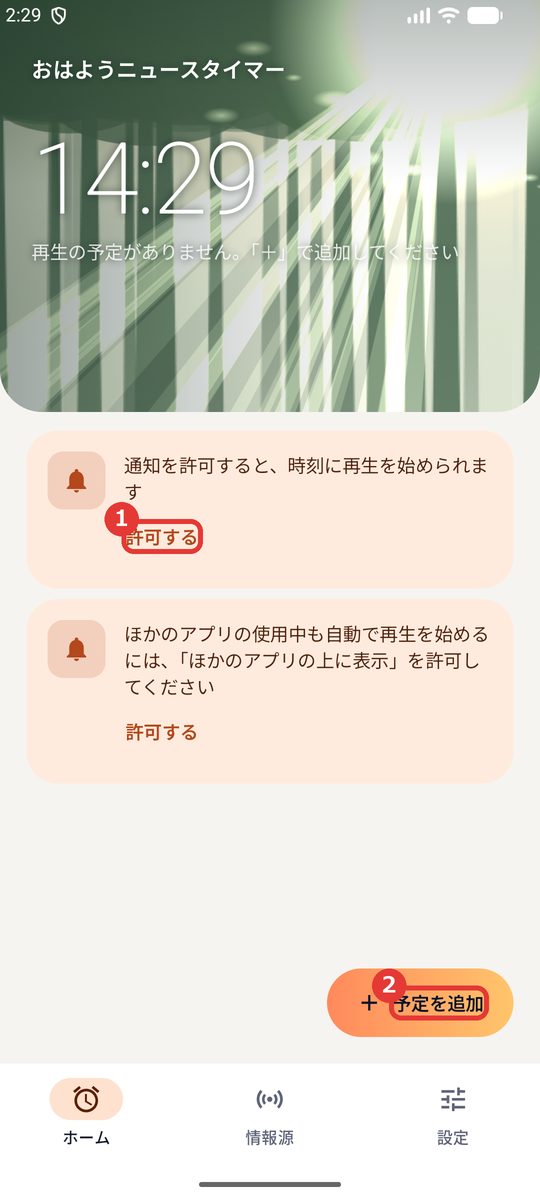 2:29
おはようニュースタイマー
14:29
再生の予定がありません。「＋」で追加してください
通知を許可すると、時刻に再生を始められま
す
1
許可する
ほかのアプリの使用中も自動で再生を始める
には、「ほかのアプリの上に表示」を許可し
てください
許可する
2
＋ 予定を追加
ホーム
情報源
設定